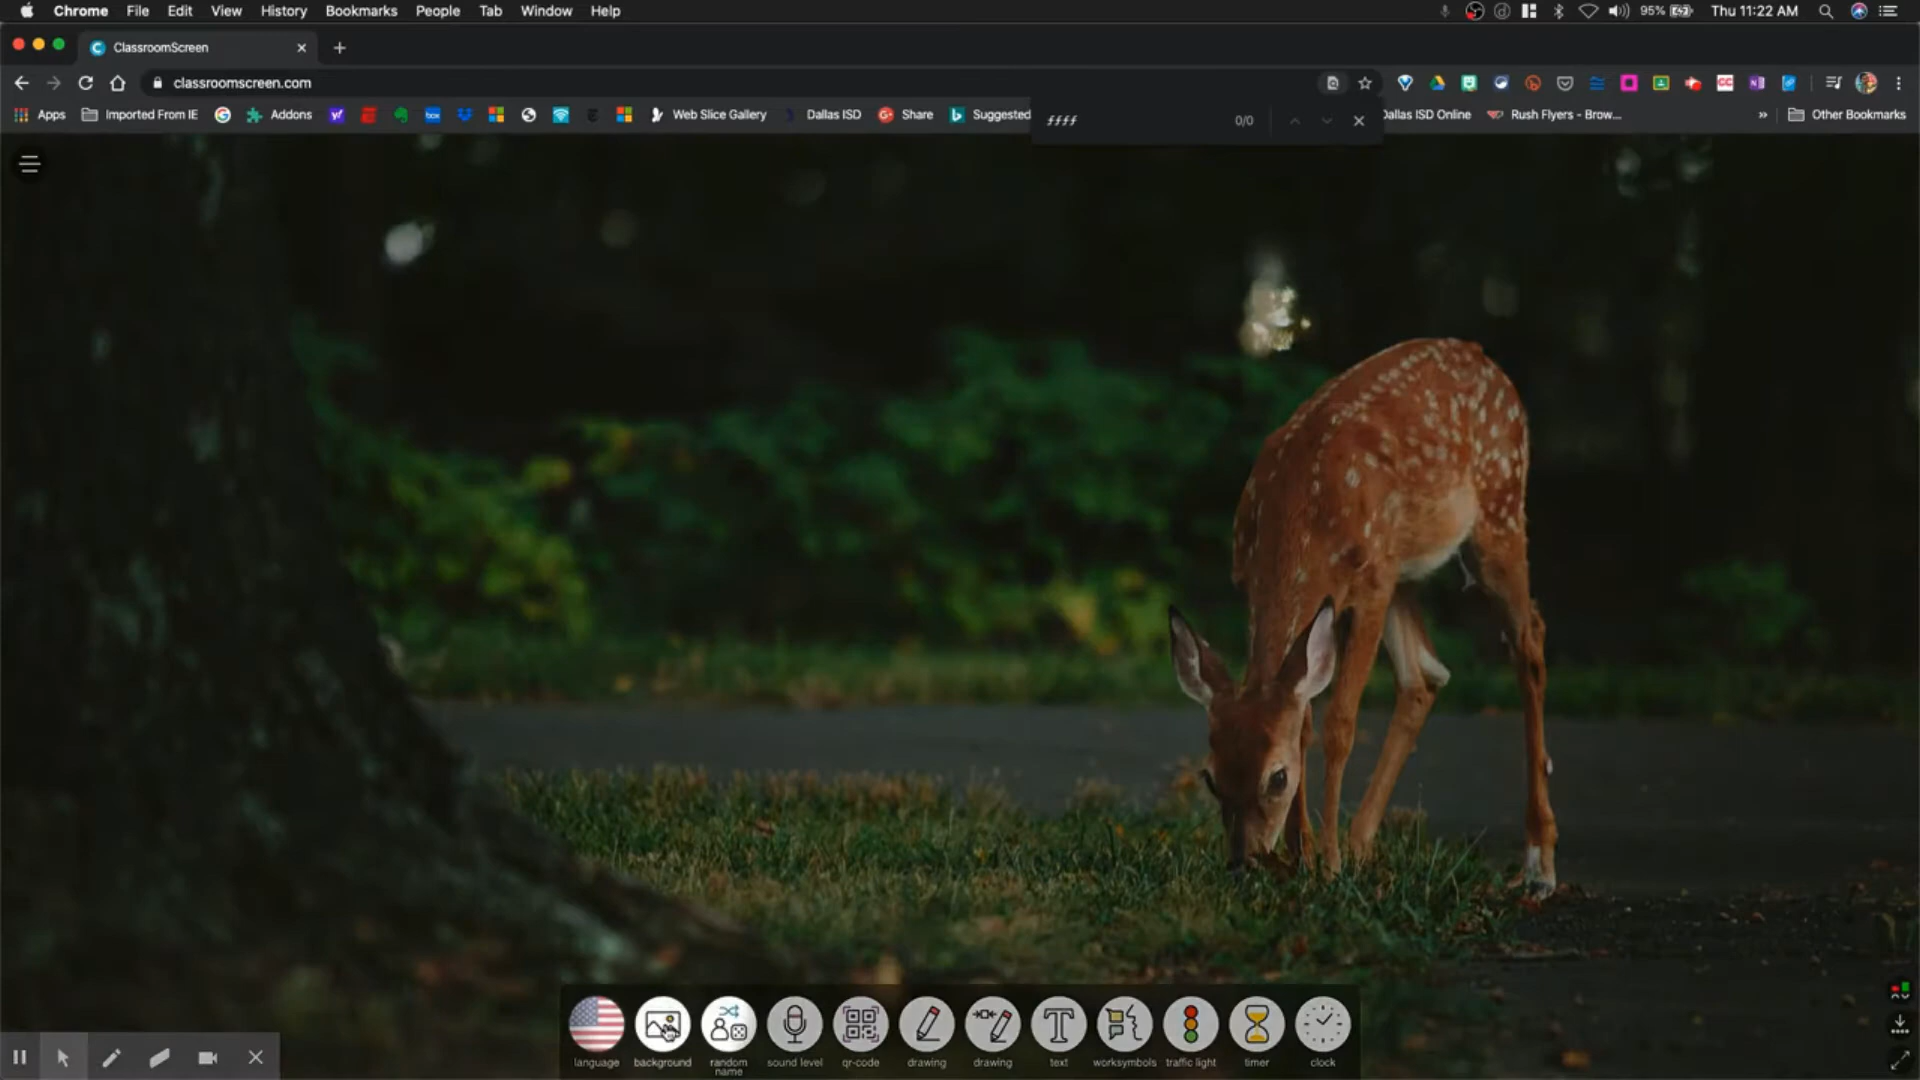 Chrome File Edit View History Bookmarks People Tab Window Help 95% Thu 11:22 AM
ClassroomScreen
classroomscreen.com
Apps Imported From IE Addons Web Slice Gallery Dallas ISD Share Suggested Dallas ISD Online Rush Flyers - Brow... » Other Bookmarks
ffff 0/0
language background random name sound level qr-code drawing drawing text worksymbols traffic light timer clock